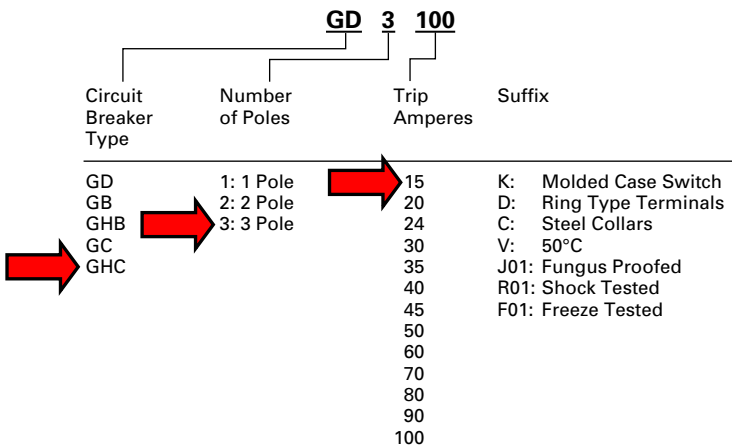 GD 3 100
Circuit Number Trip Suffix
Breaker of Poles Amperes
Type
GD 1: 1 Pole 15 K: Molded Case Switch
GB 2: 2 Pole 20 D: Ring Type Terminals
GHB 3: 3 Pole 24 C: Steel Collars
GC 30 V: 50°C
GHC 35 J01: Fungus Proofed
40 R01: Shock Tested
45 F01: Freeze Tested
50
60
70
80
90
100